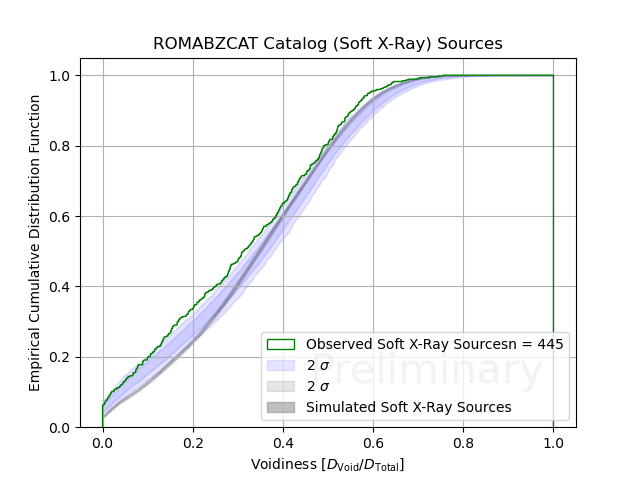 ROMABZCAT Catalog (Soft X-Ray) Sources
Empirical Cumulative Distribution Function
1.0
0.8
0.6
0.4
0.2
0.0
Observed Soft X-Ray Sourcesn = 445
2 σ
2 σ
Simulated Soft X-Ray Sources
Preliminary
0.0 0.2 0.4 0.6 0.8 1.0
Voidiness [D_Void/D_Total]